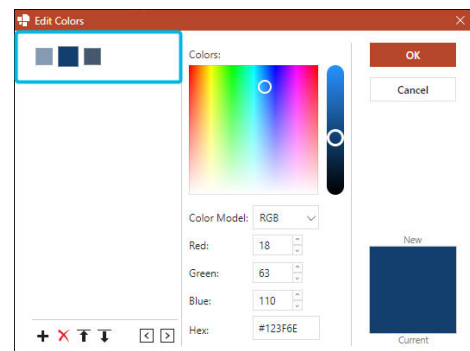 Edit Colors
Colors:
OK
Cancel
Color Model: RGB
Red: 18
Green: 63
Blue: 110
Hex: #123F6E
New
Current